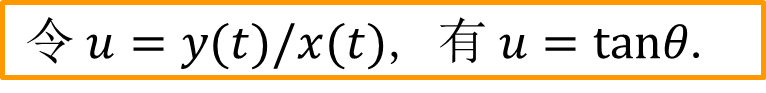 令 u = y(t)/x(t), 有 u = tanθ.